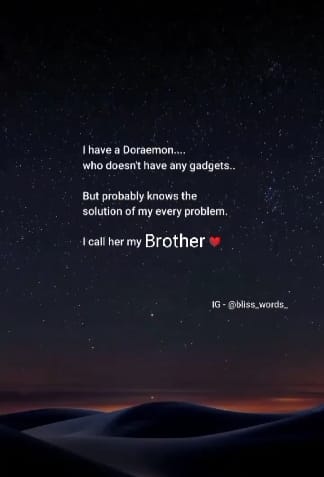 I have a Doraemon....
who doesn't have any gadgets..
But probably knows the
solution of my every problem.
I call her my Brother ❤️
IG - @bliss_words_